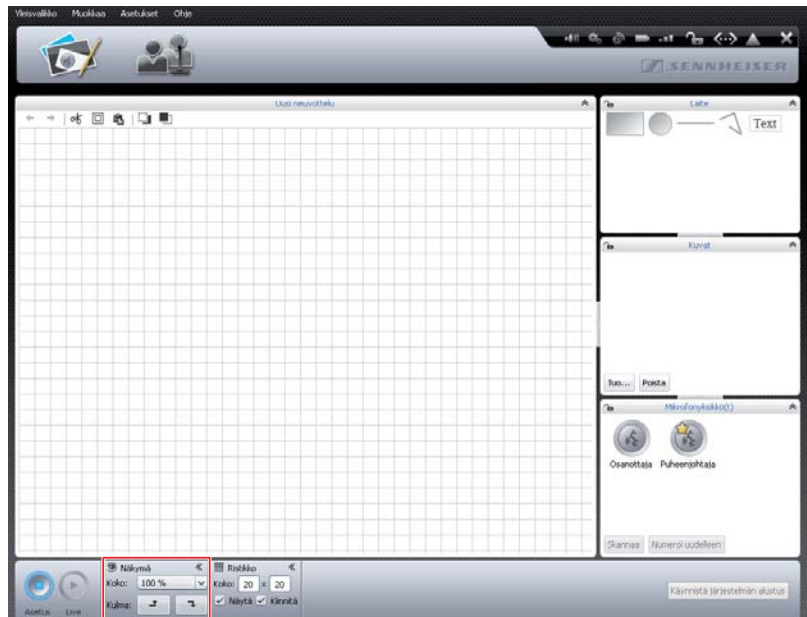 Yleisvalikko Muokkaa Asetukset Ohje
SENNHEISER
Uusi neuvottelu
Laite
Text
Kuvat
Tuo... Poista
Mikrofoniyksikkö(t)
Osanottaja Puheenjohtaja
Skannaa Numeroi uudelleen
Näkymä
Koko: 100 %
Kulma:
Ristikko
Koko: 20 x 20
Näytä Kiinnitä
Asetus Live
Käynnistä järjestelmän alustus